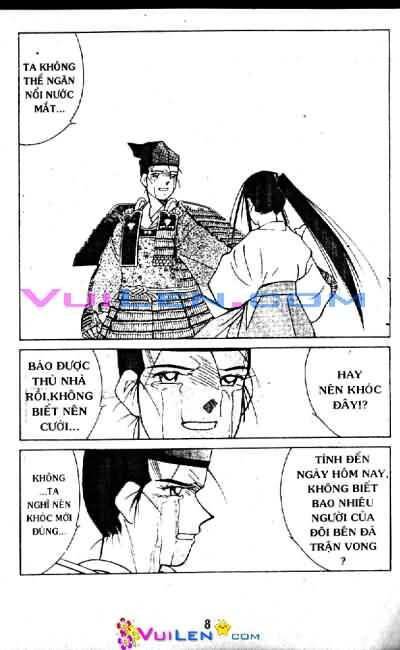 TA KHÔNG
THỂ NGĂN
NỔI NƯỚC
MẮT...
VUILEN.COM
BÁO ĐƯỢC
THÙ NHÀ
RỒI,KHÔNG
BIẾT NÊN
CƯỜI...
HAY
NÊN KHÓC
ĐÂY!?
TÍNH ĐẾN
NGÀY HÔM NAY,
KHÔNG BIẾT
BAO NHIÊU
NGƯỜI CỦA
ĐÔI BÊN ĐÃ
TRẬN VONG
?
KHÔNG
...TA
NGHĨ NÊN
KHÓC MỚI
ĐÚNG...
8
VUILEN COM